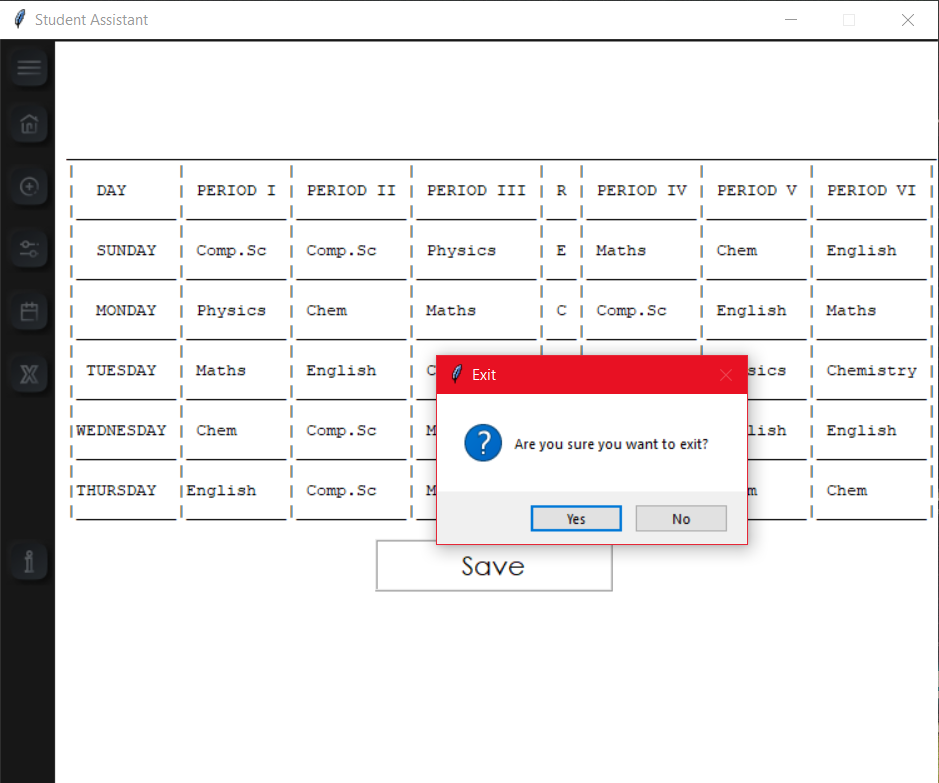 Student Assistant
DAY PERIOD I PERIOD II PERIOD III R PERIOD IV PERIOD V PERIOD VI
SUNDAY Comp.Sc Comp.Sc Physics E Maths Chem English
MONDAY Physics Chem Maths C Comp.Sc English Maths
TUESDAY Maths English Chemistry
WEDNESDAY Chem Comp.Sc English
THURSDAY English Comp.Sc Chem
Exit
Are you sure you want to exit?
Yes No
Save